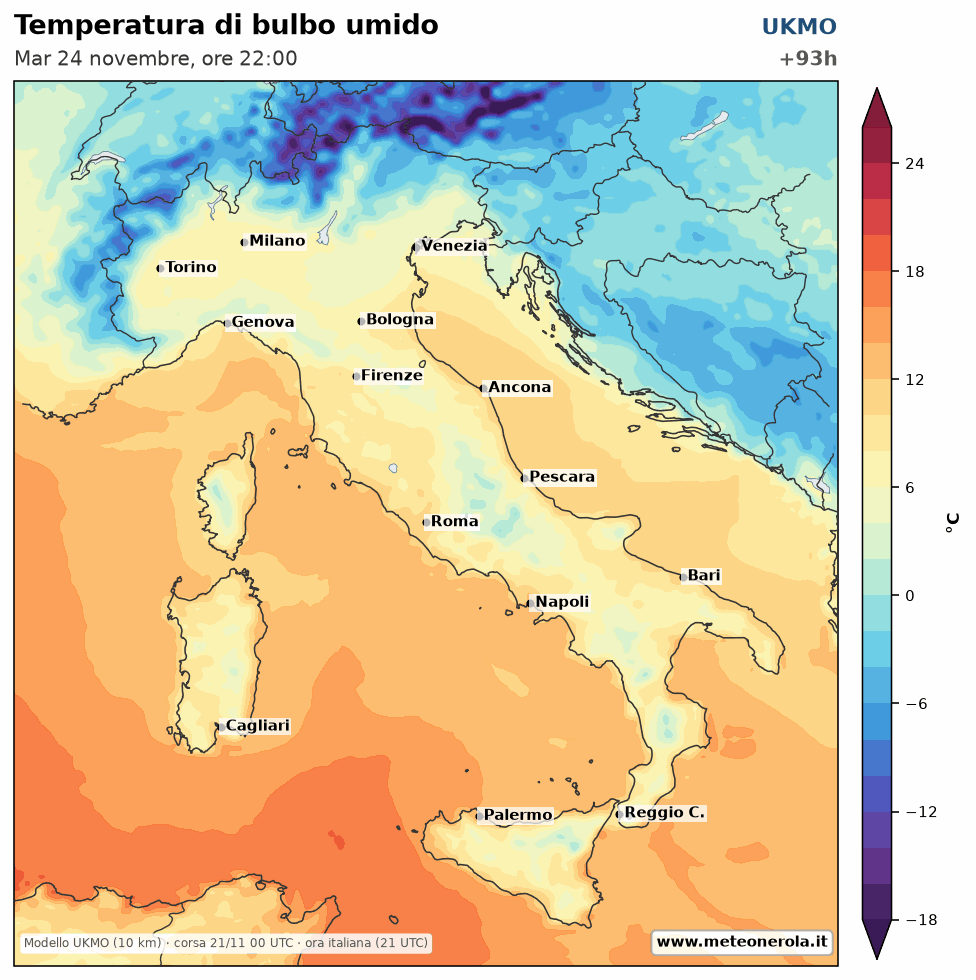 Temperatura di bulbo umido
UKMO
Mar 24 novembre, ore 22:00
+93h
Milano
Venezia
Torino
Genova
Bologna
Firenze
Ancona
Pescara
Roma
Bari
Napoli
Cagliari
Palermo
Reggio C.
24
18
12
6
0
−6
−12
−18
°C
Modello UKMO (10 km) · corsa 21/11 00 UTC · ora italiana (21 UTC)
www.meteonerola.it